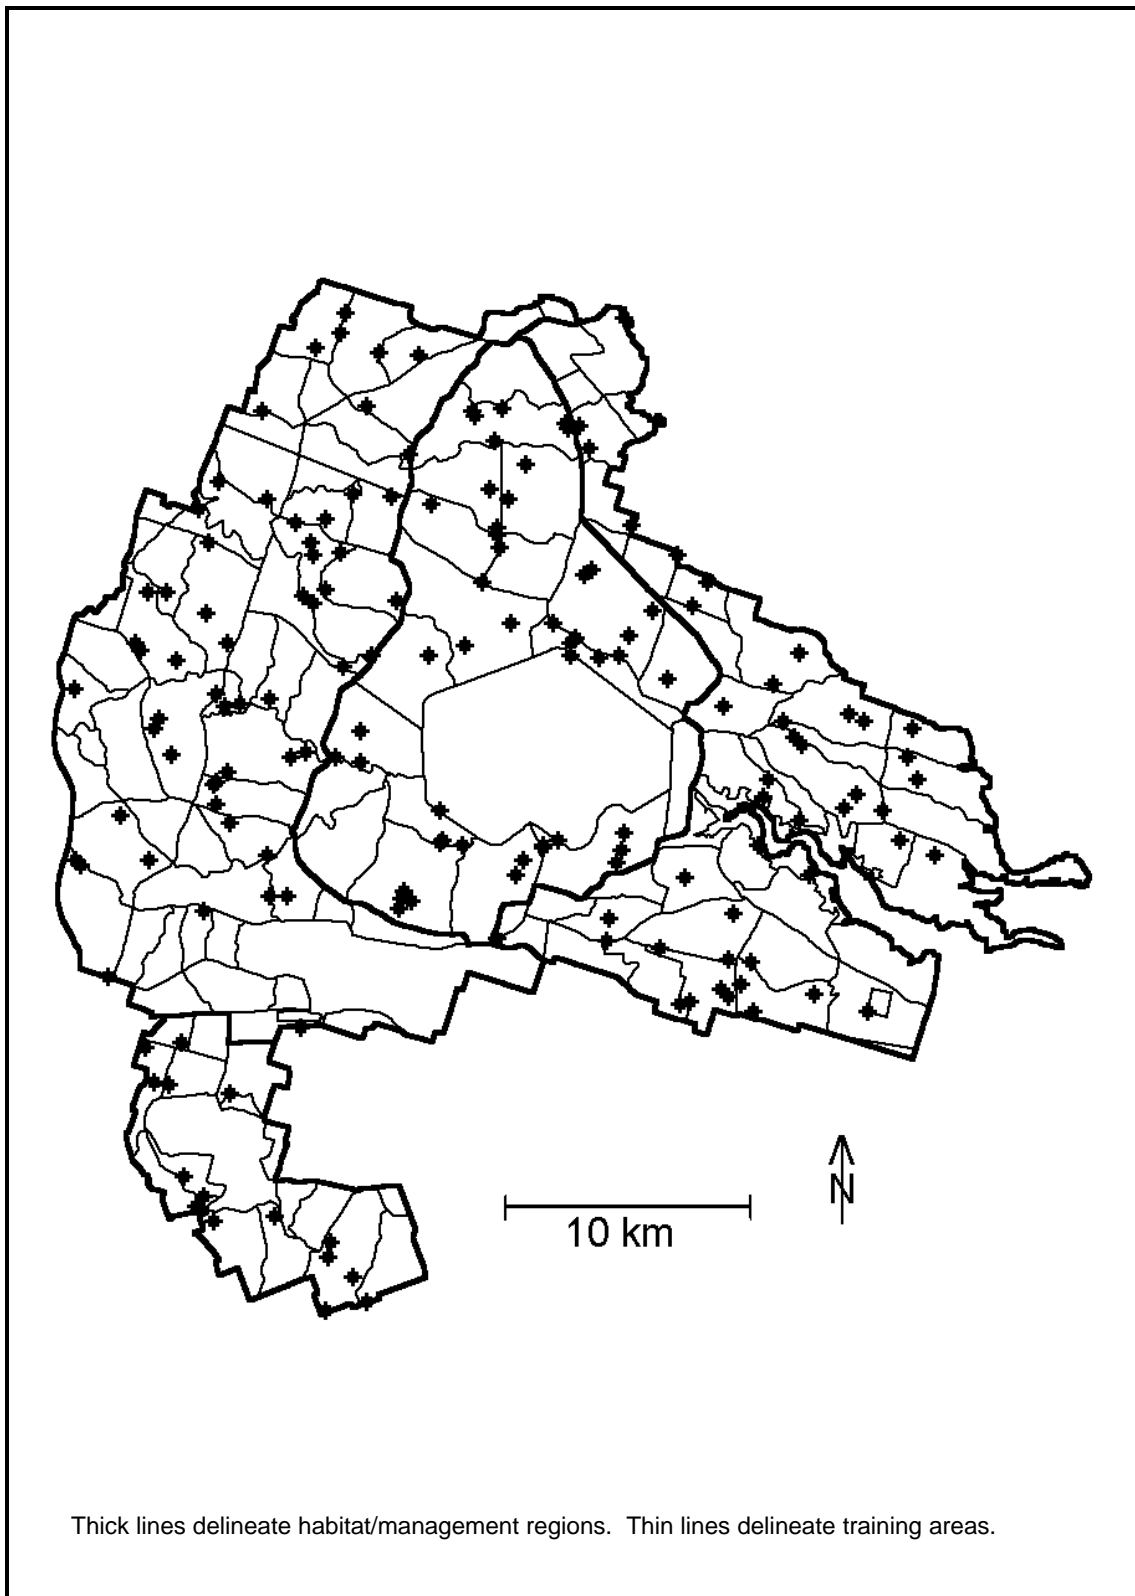 N
10 km
Thick lines delineate habitat/management regions.  Thin lines delineate training areas.